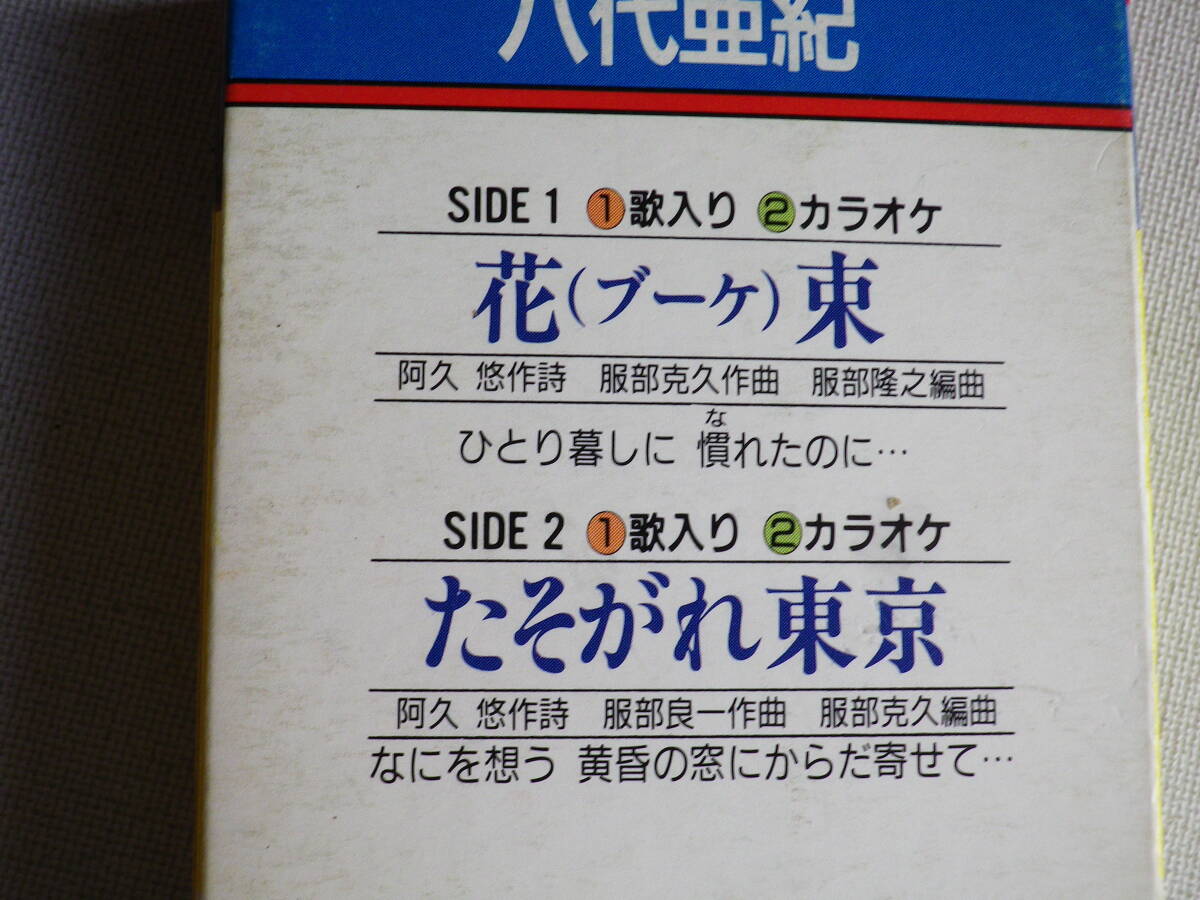 八代亜紀
SIDE 1 ①歌入り ②カラオケ
花(ブーケ)束
阿久 悠作詩 服部克久作曲 服部隆之編曲
な
ひとり暮しに 慣れたのに…
SIDE 2 ①歌入り ②カラオケ
たそがれ東京
阿久 悠作詩 服部良一作曲 服部克久編曲
なにを想う 黄昏の窓にからだ寄せて…